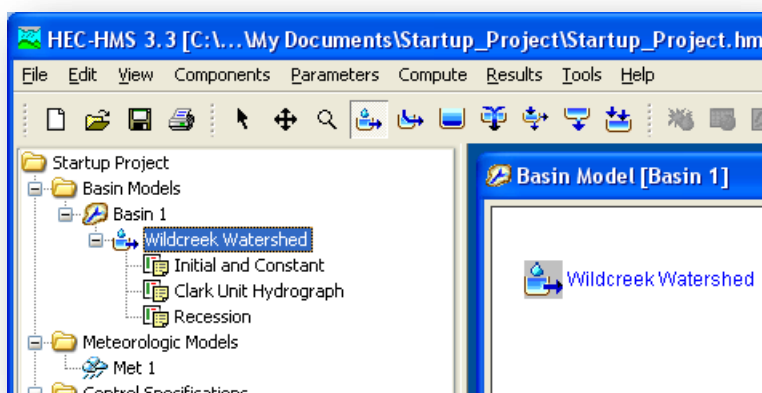 HEC-HMS 3.3 [C:\...\My Documents\Startup_Project\Startup_Project.hm
File Edit View Components Parameters Compute Results Tools Help
Startup Project
Basin Models
Basin 1
Wildcreek Watershed
Initial and Constant
Clark Unit Hydrograph
Recession
Meteorologic Models
Met 1
Control Specifications
Basin Model [Basin 1]
Wildcreek Watershed